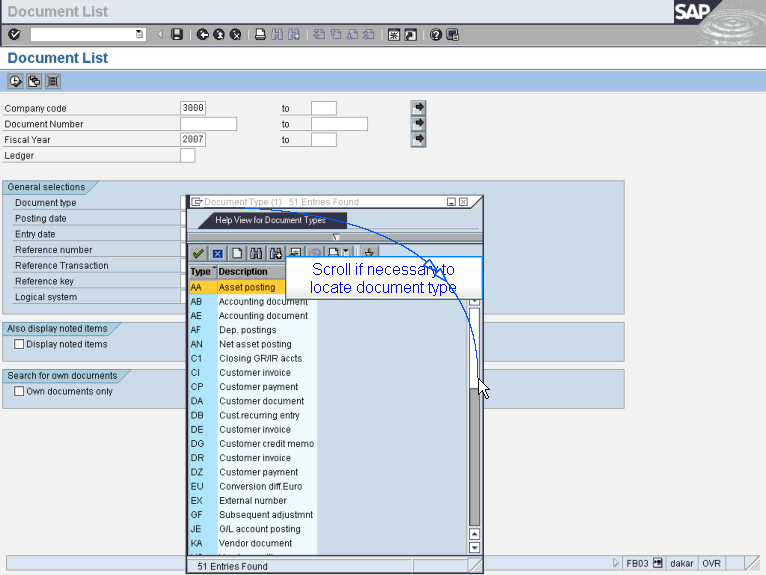 Document List
SAP
Document List
Company code 3000 to
Document Number to
Fiscal Year 2007 to
Ledger
General selections
Document type
Posting date
Entry date
Reference number
Reference Transaction
Reference key
Logical system
Also display noted items
Display noted items
Search for own documents
Own documents only
Document Type (1) 51 Entries Found
Help View for Document Types
Scroll if necessary to
locate document type
Type Description
AA Asset posting
AB Accounting document
AE Accounting document
AF Dep. postings
AN Net asset posting
C1 Closing GR/IR accts
CI Customer invoice
CP Customer payment
DA Customer document
DB Cust.recurring entry
DE Customer invoice
DG Customer credit memo
DR Customer invoice
DZ Customer payment
EU Conversion diff.Euro
EX External number
GF Subsequent adjustmnt
JE G/L account posting
KA Vendor document
51 Entries Found
FB03 dakar OVR